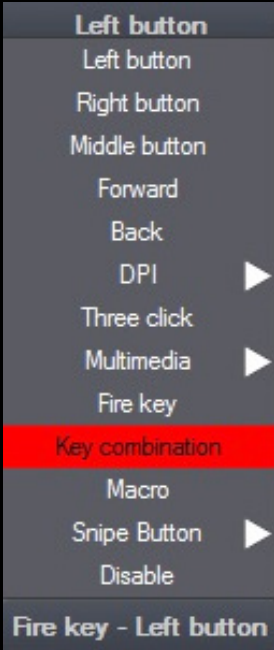 Left button
Left button
Right button
Middle button
Forward
Back
DPI
Three click
Multimedia
Fire key
Key combination
Macro
Snipe Button
Disable
Fire key - Left button